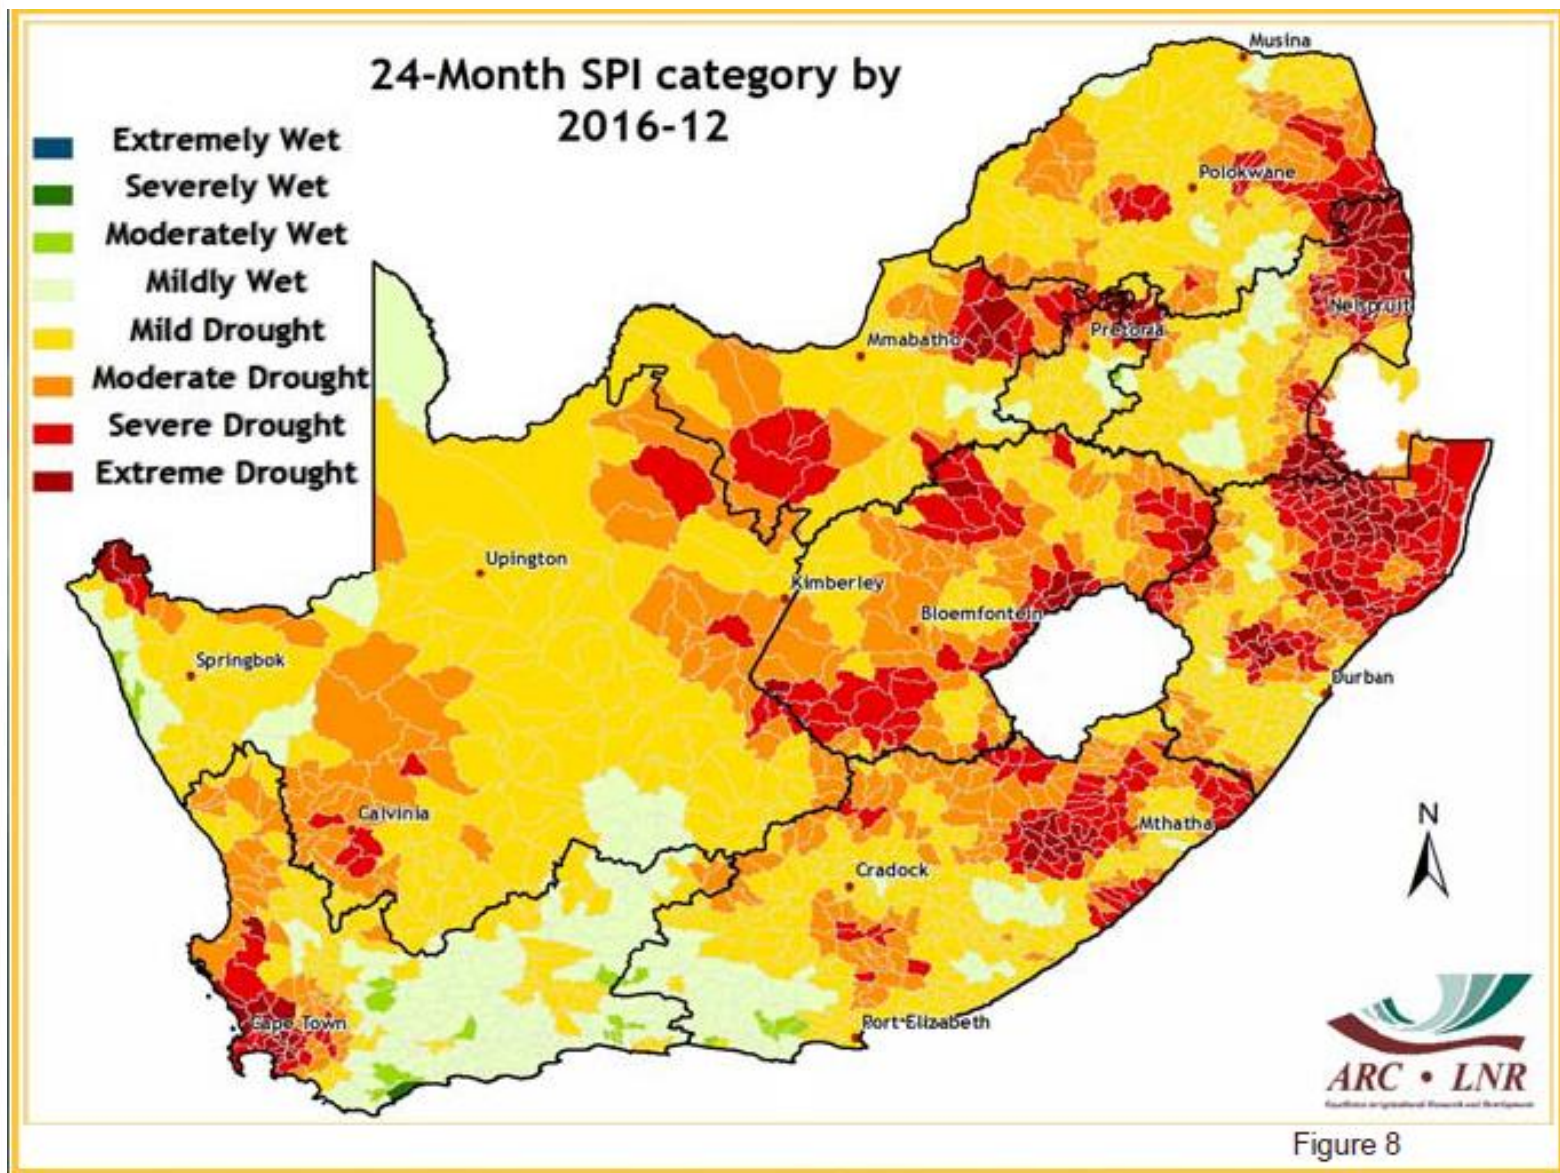 24-Month SPI category by
2016-12
Extremely Wet
Severely Wet
Moderately Wet
Mildly Wet
Mild Drought
Moderate Drought
Severe Drought
Extreme Drought
Musina
Polokwane
Nelspruit
Pretoria
Mmabatho
Upington
Kimberley
Bloemfontein
Springbok
Durban
Calvinia
Mthatha
Cradock
Cape Town
Port Elizabeth
N
ARC • LNR
Figure 8